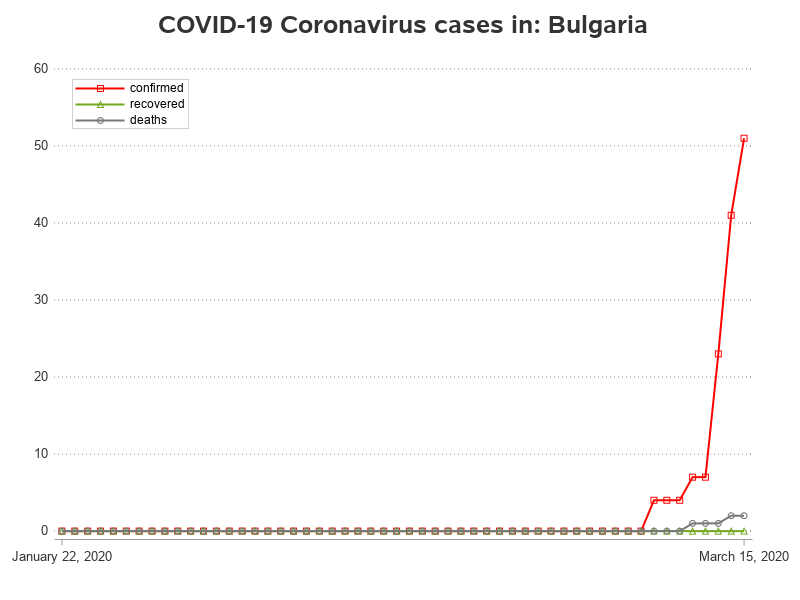 COVID-19 Coronavirus cases in: Bulgaria
60
confirmed
recovered
deaths
50
40
30
20
10
0
January 22, 2020
March 15, 2020